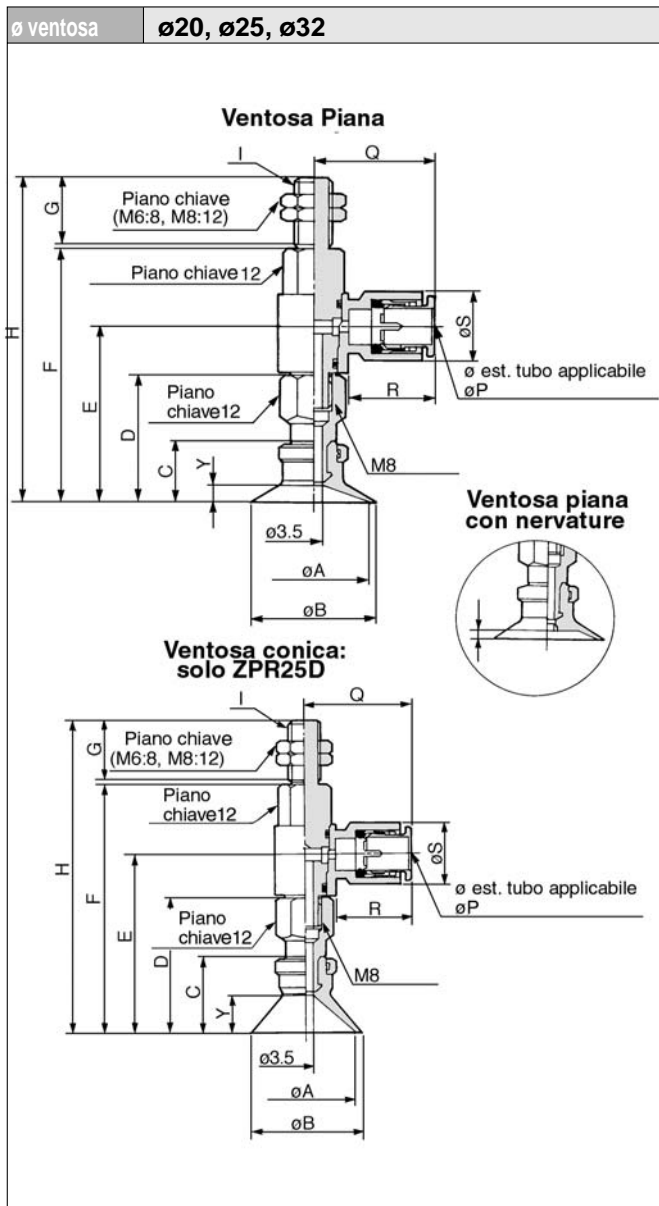 ø ventosa
ø20, ø25, ø32
Ventosa Piana
I
Q
Piano chiave
(M6:8, M8:12)
G
Piano chiave12
H
F
øS
E
ø est. tubo applicabile
øP
R
Piano
chiave12
D
M8
C
Y
ø3.5
øA
øB
Ventosa piana
con nervature
Ventosa conica:
solo ZPR25D
I
Q
Piano chiave
(M6:8, M8:12)
G
Piano
chiave12
H
F
øS
E
ø est. tubo applicabile
øP
R
Piano
chiave12
D
M8
C
Y
ø3.5
øA
øB